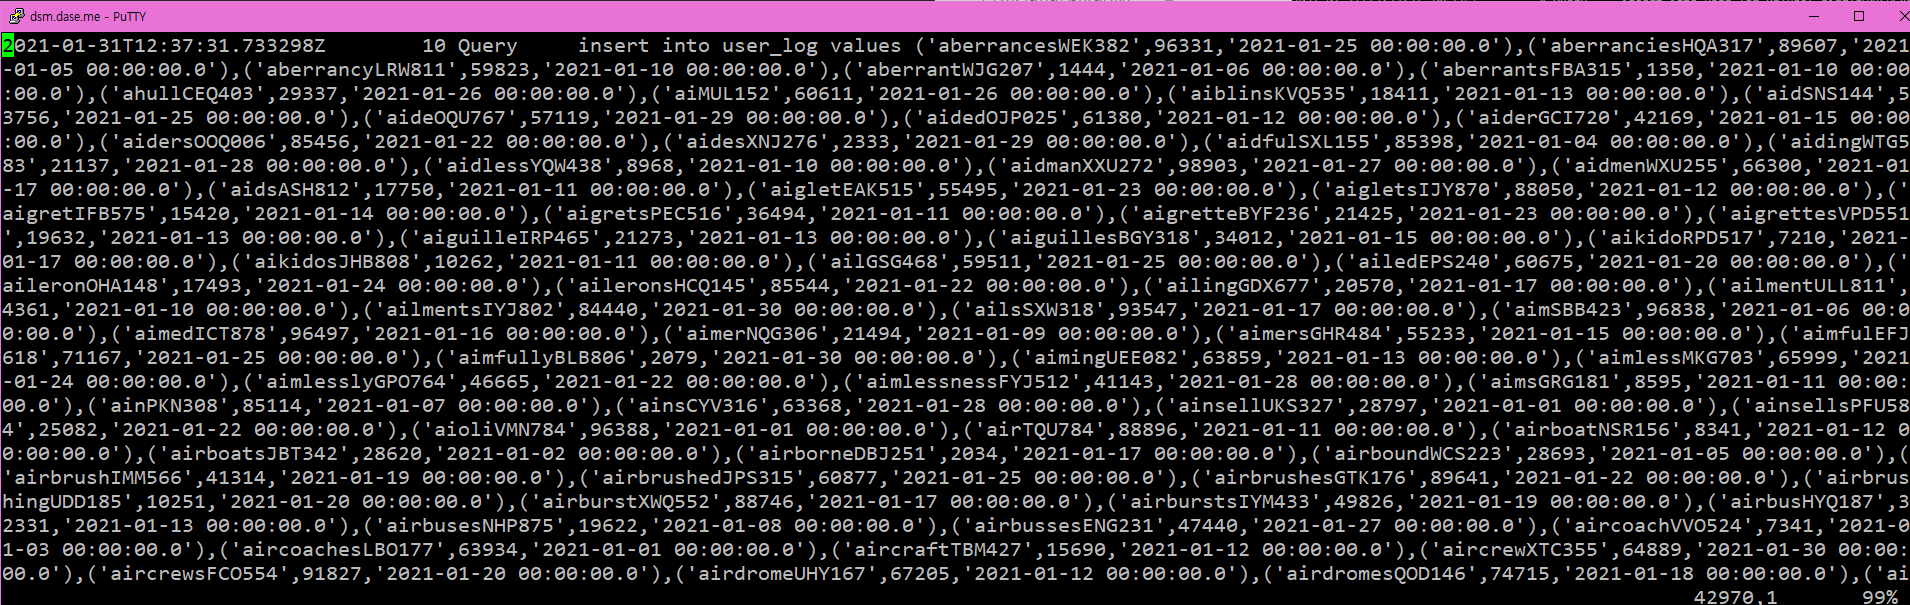 dsm.dase.me - PuTTY
2021-01-31T12:37:31.733298Z        10 Query     insert into user_log values ('aberrancesWEK382',96331,'2021-01-25 00:00:00.0'),('aberranciesHQA317',89607,'2021
-01-05 00:00:00.0'),('aberrancyLRW811',59823,'2021-01-10 00:00:00.0'),('aberrantWJG207',1444,'2021-01-06 00:00:00.0'),('aberrantsFBA315',1350,'2021-01-10 00:00
:00.0'),('ahullCEQ403',29337,'2021-01-26 00:00:00.0'),('aiMUL152',60611,'2021-01-26 00:00:00.0'),('aiblinsKVQ535',18411,'2021-01-13 00:00:00.0'),('aidSNS144',5
3756,'2021-01-25 00:00:00.0'),('aideOQU767',57119,'2021-01-29 00:00:00.0'),('aidedOJP025',61380,'2021-01-12 00:00:00.0'),('aiderGCI720',42169,'2021-01-15 00:00
:00.0'),('aidersOOQ006',85456,'2021-01-22 00:00:00.0'),('aidesXNJ276',2333,'2021-01-29 00:00:00.0'),('aidfulSXL155',85398,'2021-01-04 00:00:00.0'),('aidingWTG5
83',21137,'2021-01-28 00:00:00.0'),('aidlessYQW438',8968,'2021-01-10 00:00:00.0'),('aidmanXXU272',98903,'2021-01-27 00:00:00.0'),('aidmenWXU255',66300,'2021-01
-17 00:00:00.0'),('aidsASH812',17750,'2021-01-11 00:00:00.0'),('aigletEAK515',55495,'2021-01-23 00:00:00.0'),('aigletsIJY870',88050,'2021-01-12 00:00:00.0'),('
aigretIFB575',15420,'2021-01-14 00:00:00.0'),('aigretsPEC516',36494,'2021-01-11 00:00:00.0'),('aigretteBYF236',21425,'2021-01-23 00:00:00.0'),('aigrettesVPD551
',19632,'2021-01-13 00:00:00.0'),('aiguilleIRP465',21273,'2021-01-13 00:00:00.0'),('aiguillesBGY318',34012,'2021-01-15 00:00:00.0'),('aikidoRPD517',7210,'2021-
01-17 00:00:00.0'),('aikidosJHB808',10262,'2021-01-11 00:00:00.0'),('ailGSG468',59511,'2021-01-25 00:00:00.0'),('ailedEPS240',60675,'2021-01-20 00:00:00.0'),('
aileronOHA148',17493,'2021-01-24 00:00:00.0'),('aileronsHCQ145',85544,'2021-01-22 00:00:00.0'),('ailingGDX677',20570,'2021-01-17 00:00:00.0'),('ailmentULL811',
4361,'2021-01-10 00:00:00.0'),('ailmentsIYJ802',84440,'2021-01-30 00:00:00.0'),('ailsSXW318',93547,'2021-01-17 00:00:00.0'),('aimSBB423',96838,'2021-01-06 00:0
0:00.0'),('aimedICT878',96497,'2021-01-16 00:00:00.0'),('aimerNQG306',21494,'2021-01-09 00:00:00.0'),('aimersGHR484',55233,'2021-01-15 00:00:00.0'),('aimfulEFJ
618',71167,'2021-01-25 00:00:00.0'),('aimfullyBLB806',2079,'2021-01-30 00:00:00.0'),('aimingUEE082',63859,'2021-01-13 00:00:00.0'),('aimlessMKG703',65999,'2021
-01-24 00:00:00.0'),('aimlesslyGPO764',46665,'2021-01-22 00:00:00.0'),('aimlessnessFYJ512',41143,'2021-01-28 00:00:00.0'),('aimsGRG181',8595,'2021-01-11 00:00:
00.0'),('ainPKN308',85114,'2021-01-07 00:00:00.0'),('ainsCYV316',63368,'2021-01-28 00:00:00.0'),('ainsellUKS327',28797,'2021-01-01 00:00:00.0'),('ainsellsPFU58
4',25082,'2021-01-22 00:00:00.0'),('aioliVMN784',96388,'2021-01-01 00:00:00.0'),('airTQU784',88896,'2021-01-11 00:00:00.0'),('airboatNSR156',8341,'2021-01-12 0
0:00:00.0'),('airboatsJBT342',28620,'2021-01-02 00:00:00.0'),('airborneDBJ251',2034,'2021-01-17 00:00:00.0'),('airboundWCS223',28693,'2021-01-05 00:00:00.0'),(
'airbrushIMM566',41314,'2021-01-19 00:00:00.0'),('airbrushedJPS315',60877,'2021-01-25 00:00:00.0'),('airbrushesGTK176',89641,'2021-01-22 00:00:00.0'),('airbrus
hingUDD185',10251,'2021-01-20 00:00:00.0'),('airburstXWQ552',88746,'2021-01-17 00:00:00.0'),('airburstsIYM433',49826,'2021-01-19 00:00:00.0'),('airbusHYQ187',3
2331,'2021-01-13 00:00:00.0'),('airbusesNHP875',19622,'2021-01-08 00:00:00.0'),('airbussesENG231',47440,'2021-01-27 00:00:00.0'),('aircoachVVO524',7341,'2021-0
1-03 00:00:00.0'),('aircoachesLBO177',63934,'2021-01-01 00:00:00.0'),('aircraftTBM427',15690,'2021-01-12 00:00:00.0'),('aircrewXTC355',64889,'2021-01-30 00:00:
00.0'),('aircrewsFCO554',91827,'2021-01-20 00:00:00.0'),('airdromeUHY167',67205,'2021-01-12 00:00:00.0'),('airdromesQOD146',74715,'2021-01-18 00:00:00.0'),('ai
42970,1       99%